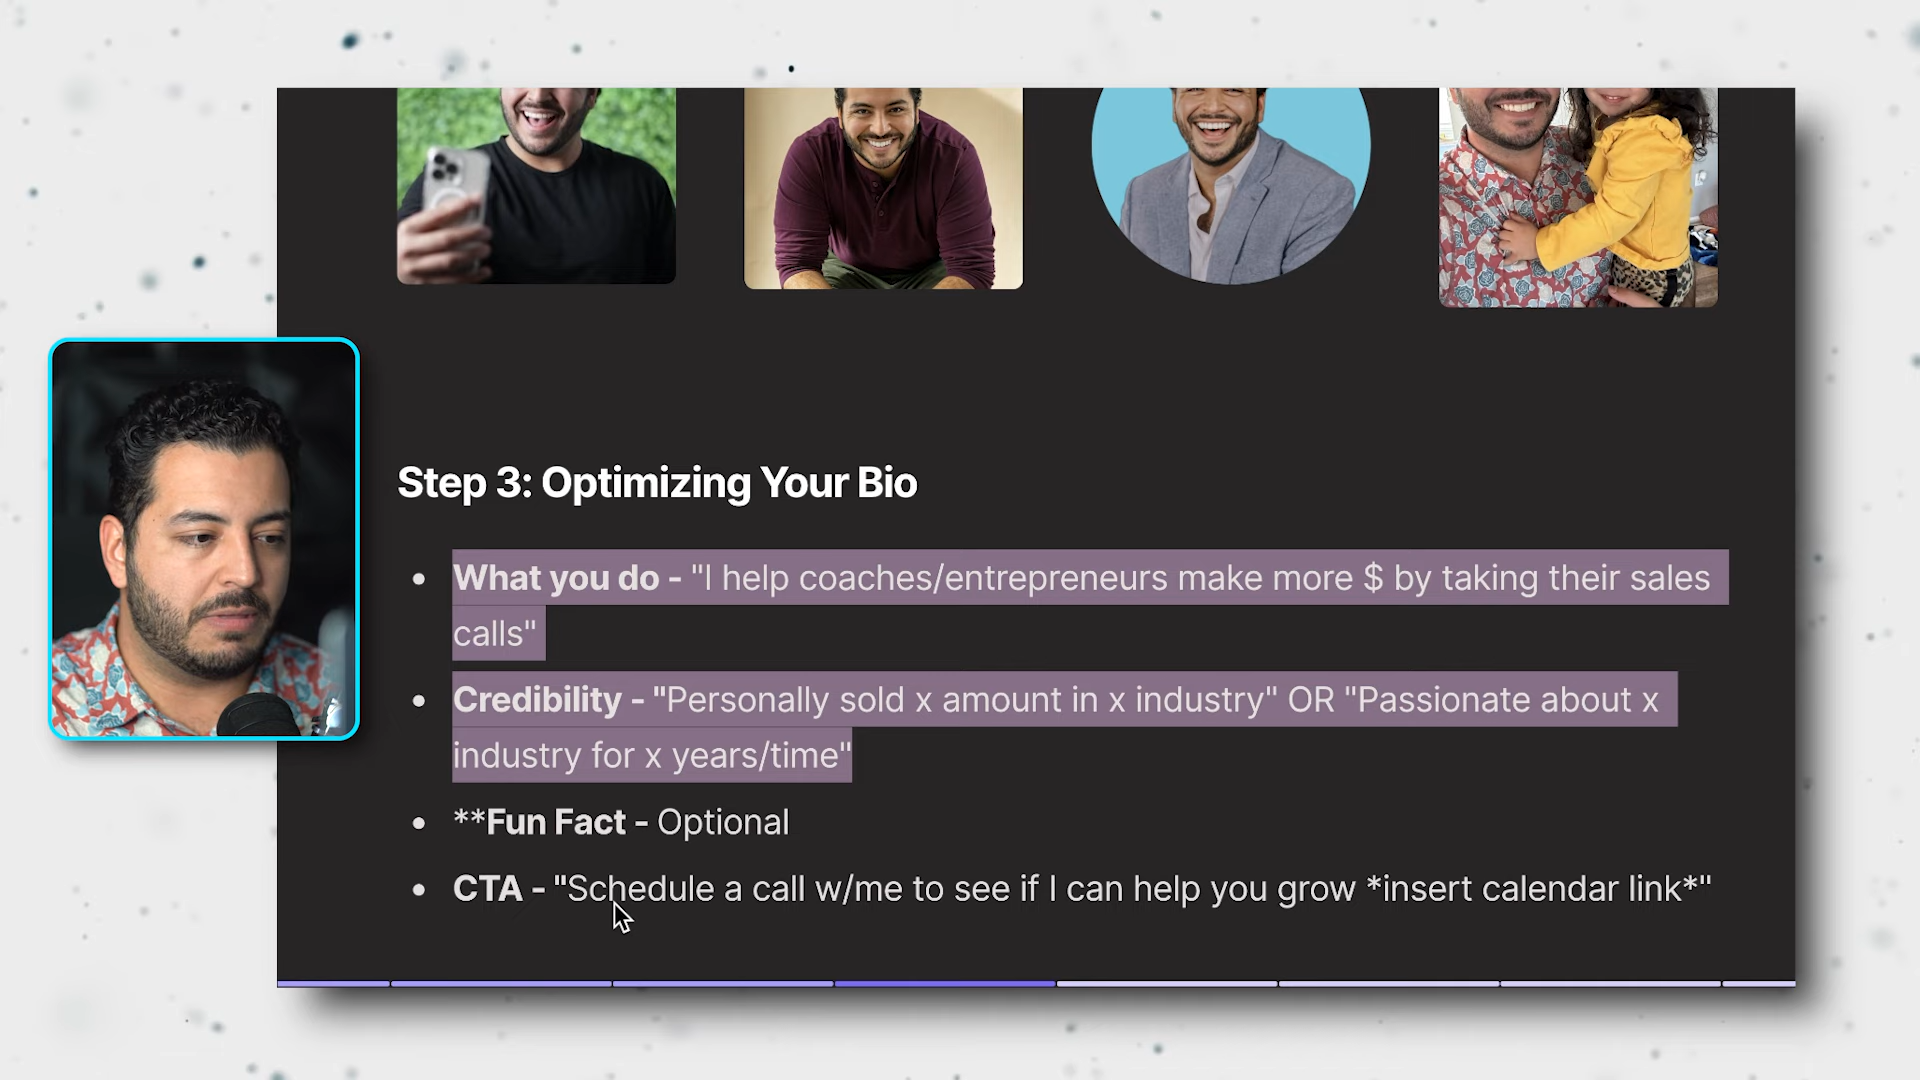 Step 3: Optimizing Your Bio
What you do - "I help coaches/entrepreneurs make more $ by taking their sales
calls"
Credibility - "Personally sold x amount in x industry" OR "Passionate about x
industry for x years/time"
**Fun Fact - Optional
CTA - "Schedule a call w/me to see if I can help you grow *insert calendar link*"